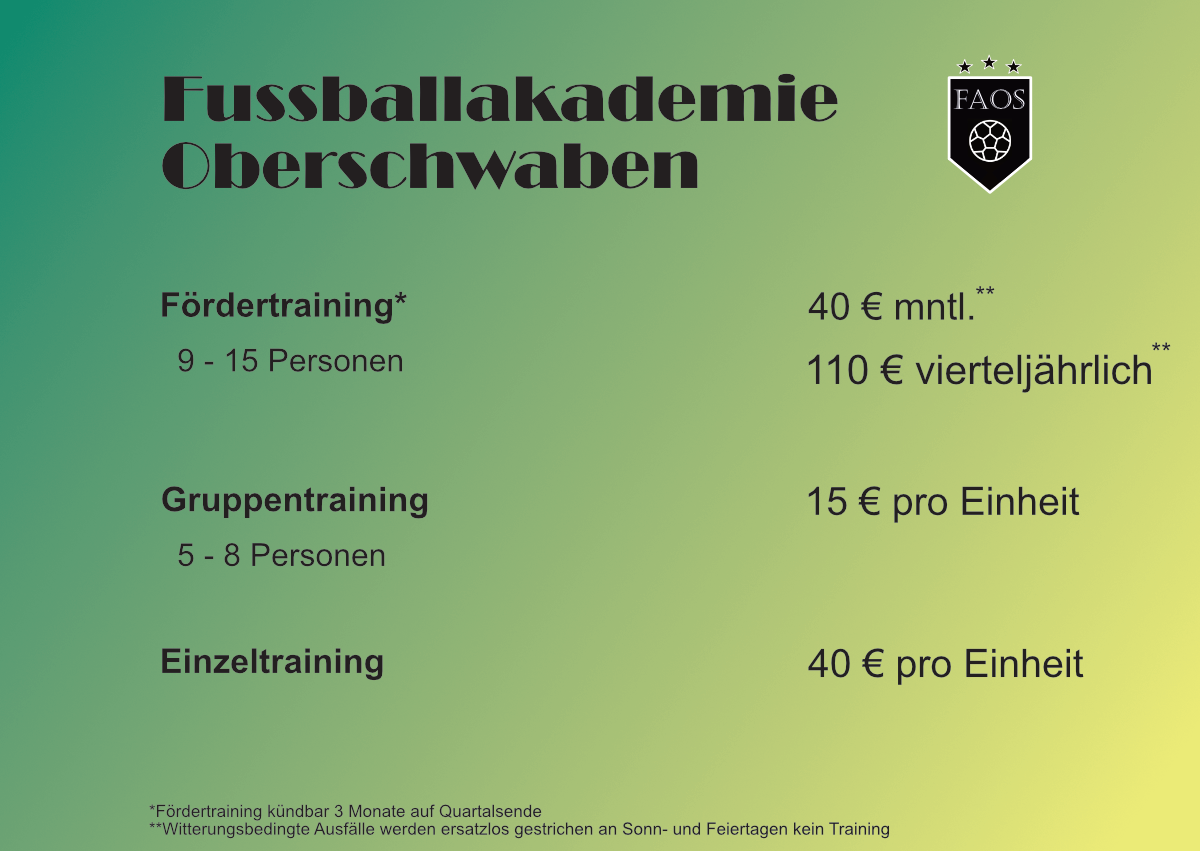 Fussballakademie
Oberschwaben
FAOS
Fördertraining*
40 € mntl.**
9 - 15 Personen
110 € vierteljährlich**
Gruppentraining
15 € pro Einheit
5 - 8 Personen
Einzeltraining
40 € pro Einheit
*Fördertraining kündbar 3 Monate auf Quartalsende
**Witterungsbedingte Ausfälle werden ersatzlos gestrichen an Sonn- und Feiertagen kein Training